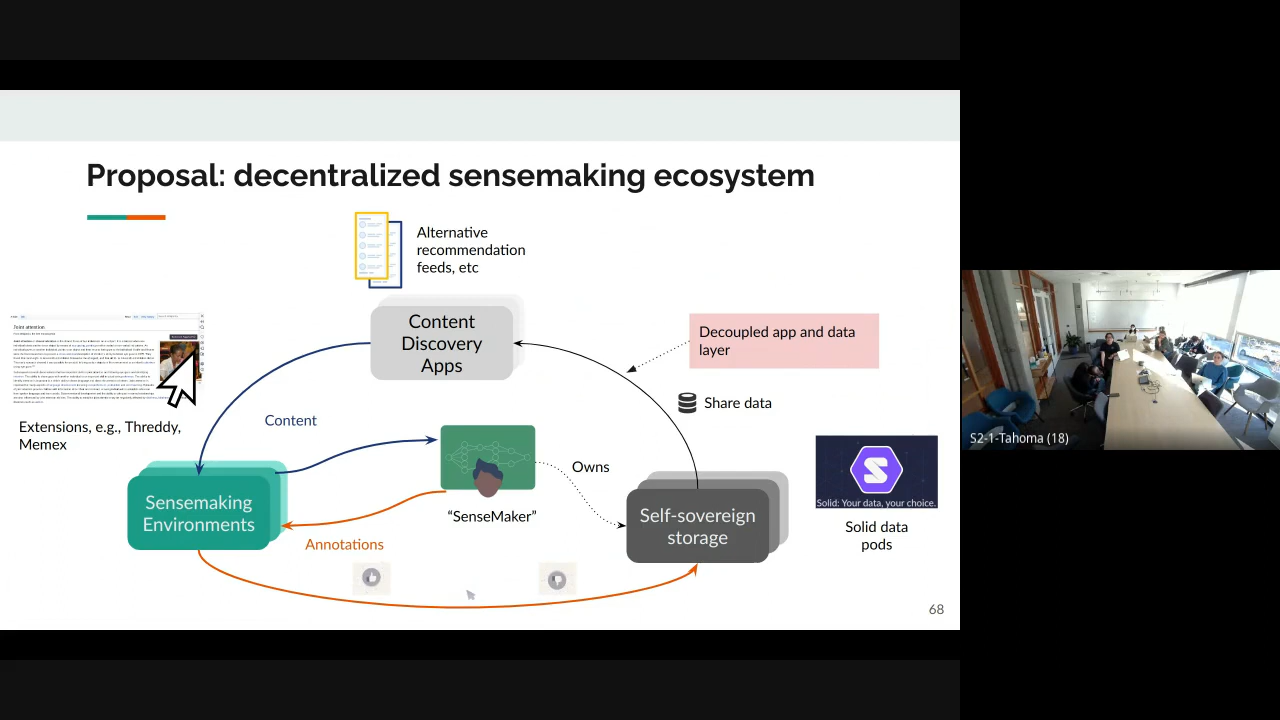 Proposal: decentralized sensemaking ecosystem
Alternative
recommendation
feeds, etc
Joint attention
Content
Discovery
Apps
Decoupled app and data
layer
Share data
Extensions, e.g., Threddy,
Memex
Content
Owns
Sensemaking
Environments
"SenseMaker"
Self-sovereign
storage
Solid: Your data, your choice.
Solid data
pods
Annotations
68
S2-1-Tahoma (18)